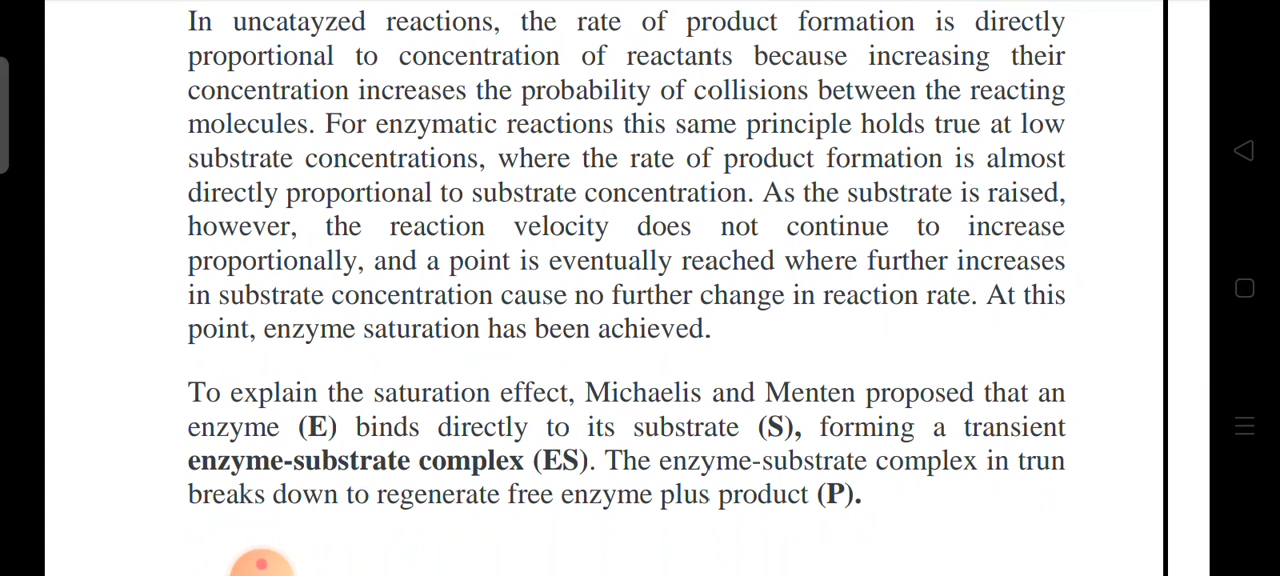 In uncatayzed reactions, the rate of product formation is directly
proportional to concentration of reactants because increasing their
concentration increases the probability of collisions between the reacting
molecules. For enzymatic reactions this same principle holds true at low
substrate concentrations, where the rate of product formation is almost
directly proportional to substrate concentration. As the substrate is raised,
however, the reaction velocity does not continue to increase
proportionally, and a point is eventually reached where further increases
in substrate concentration cause no further change in reaction rate. At this
point, enzyme saturation has been achieved.
To explain the saturation effect, Michaelis and Menten proposed that an
enzyme (E) binds directly to its substrate (S), forming a transient
enzyme-substrate complex (ES). The enzyme-substrate complex in trun
breaks down to regenerate free enzyme plus product (P).